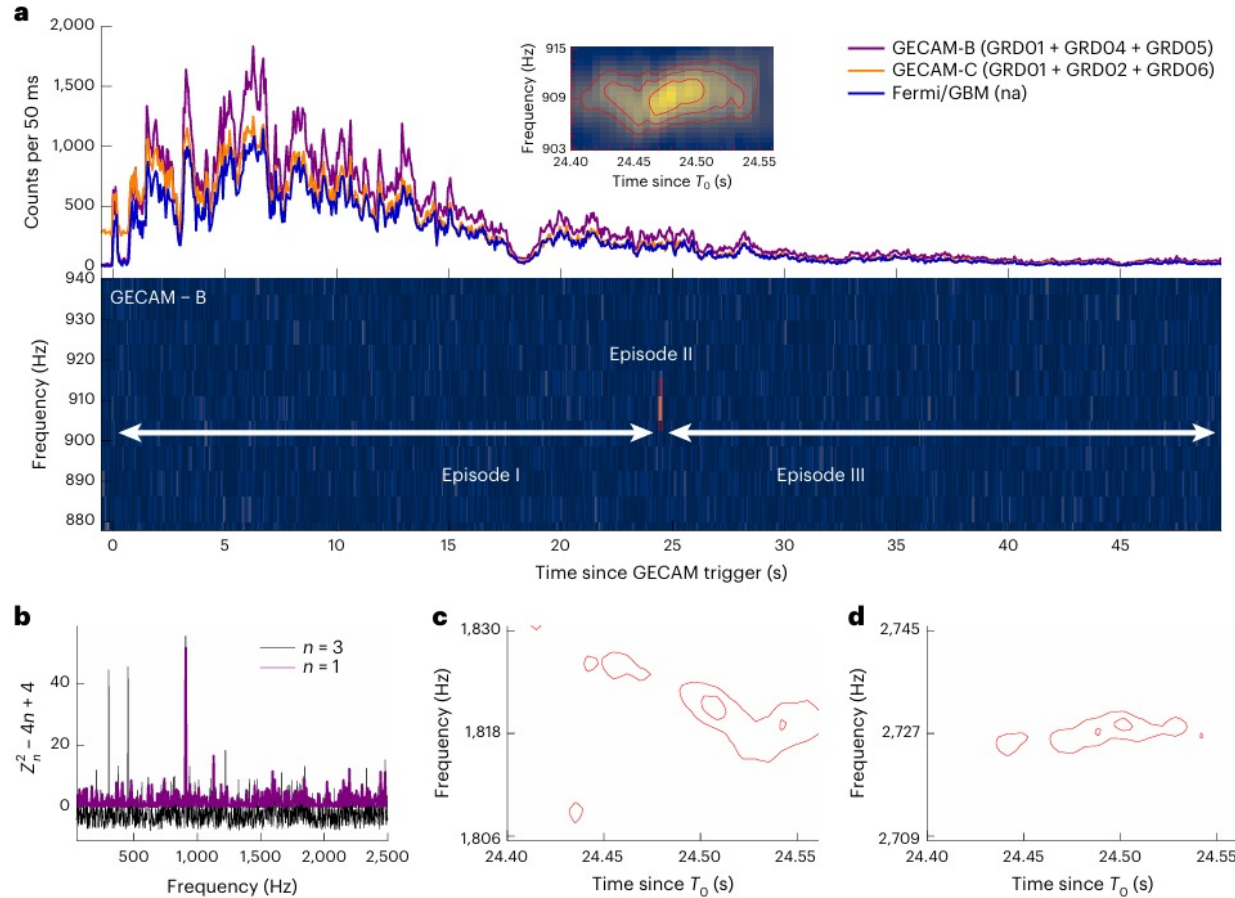 a
2,000
1,500
1,000
500
0
Counts per 50 ms
915
909
903
Frequency (Hz)
24.40 24.45 24.50 24.55
Time since T0 (s)
GECAM-B (GRD01 + GRD04 + GRD05)
GECAM-C (GRD01 + GRD02 + GRD06)
Fermi/GBM (na)
940
930
920
910
900
890
880
Frequency (Hz)
GECAM – B
Episode II
Episode I
Episode III
0 5 10 15 20 25 30 35 40 45
Time since GECAM trigger (s)
b
40
20
0
Z²n − 4n + 4
n = 3
n = 1
500 1,000 1,500 2,000 2,500
Frequency (Hz)
c
1,830
1,818
1,806
Frequency (Hz)
24.40 24.45 24.50 24.55
Time since T0 (s)
d
2,745
2,727
2,709
Frequency (Hz)
24.40 24.45 24.50 24.55
Time since T0 (s)